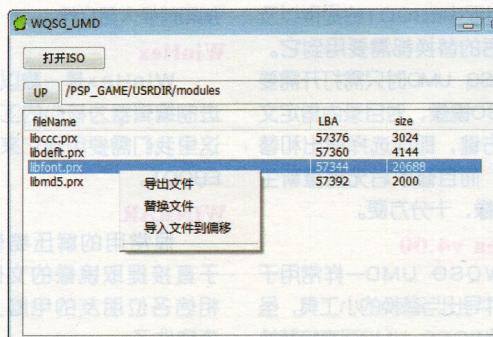 WQSG_UMD
打开ISO
UP /PSP_GAME/USRDIR/modules
fileName LBA size
libccc.prx 57376 3024
libdeflt.prx 57360 4144
libfont.prx 57344 20688
libmd5.prx 57392 2000
导出文件
替换文件
导入文件到偏移